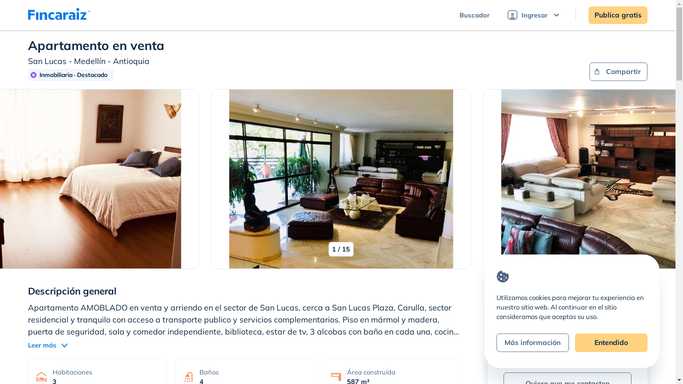 Fincaraiz
Buscador
Ingresar
Publica gratis
Apartamento en venta
San Lucas - Medellín - Antioquia
Inmobiliaria · Destacado
Compartir
1 / 15
Descripción general
Apartamento AMOBLADO en venta y arriendo en el sector de San Lucas, cerca a San Lucas Plaza, Carulla, sector
residencial y tranquilo con acceso a transporte publico y servicios complementarios. Piso en mármol y madera,
puerta de seguridad, sala y comedor independiente, biblioteca, estar de tv, 3 alcobas con baño en cada una, cocin...
Leer más
Habitaciones
3
Baños
4
Área construida
587 m²
Utilizamos cookies para mejorar tu experiencia en
nuestro sitio web. Al continuar en el sitio
consideramos que aceptas su uso.
Más información
Entendido
Quiero que me contacten